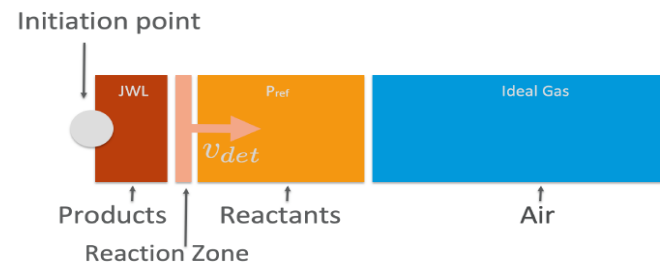 Initiation point
JWL
Pref
Ideal Gas
vdet
Products
Reactants
Air
Reaction Zone